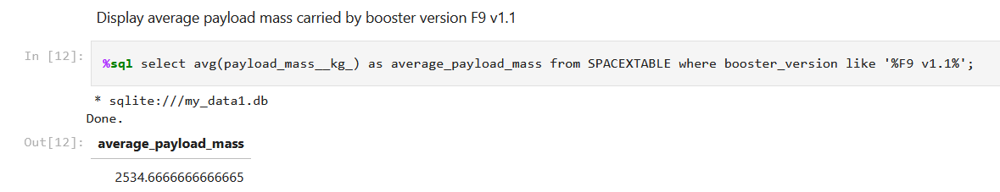 Display average payload mass carried by booster version F9 v1.1
In [12]: %sql select avg(payload_mass__kg_) as average_payload_mass from SPACEXTABLE where booster_version like '%F9 v1.1%';
* sqlite:///my_data1.db
Done.
Out[12]: average_payload_mass
2534.6666666666665